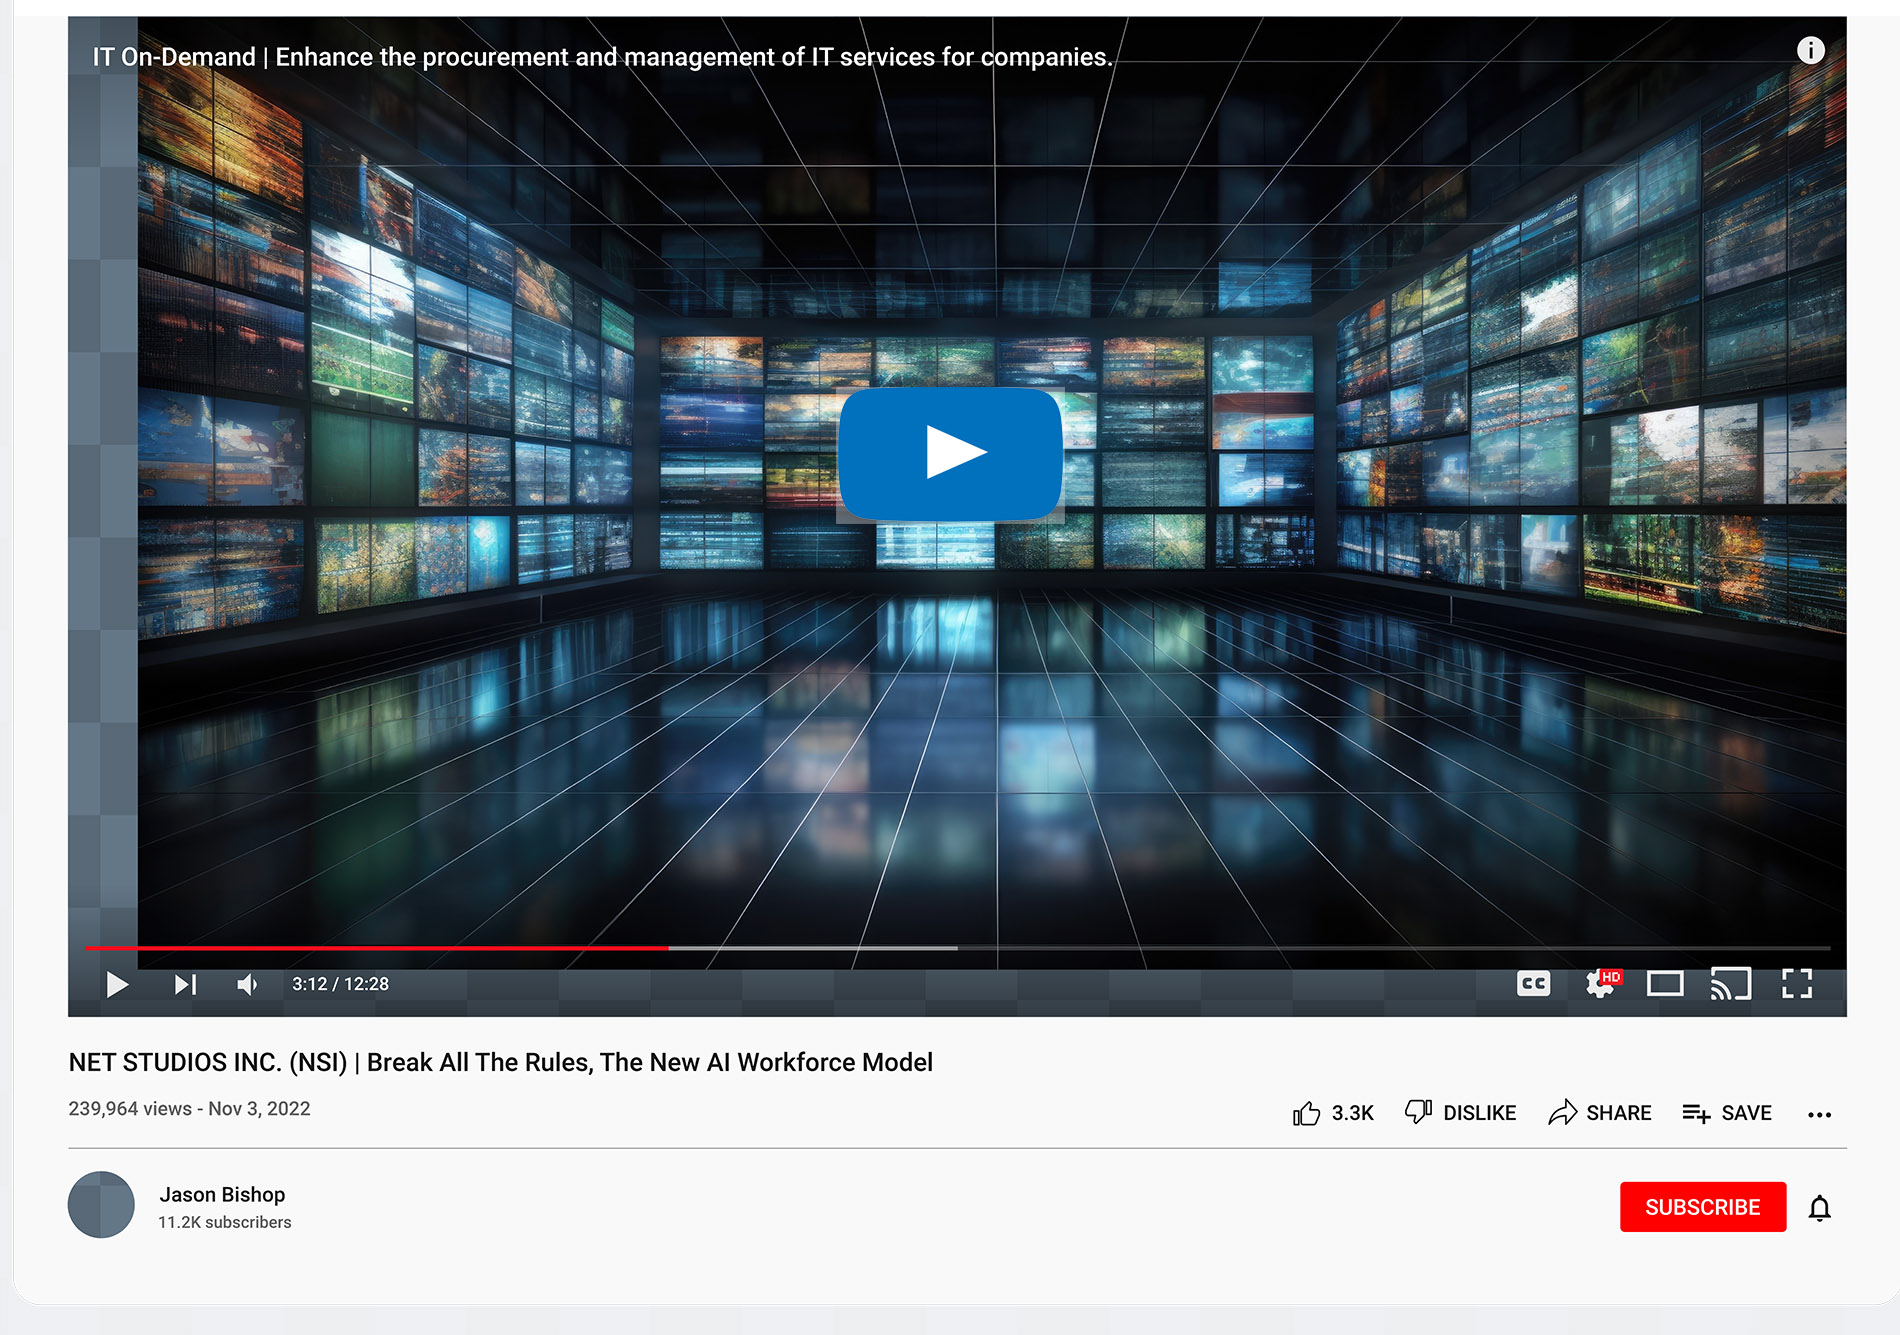 IT On-Demand | Enhance the procurement and management of IT services for companies.
i
3:12 / 12:28
CC
HD
NET STUDIOS INC. (NSI) | Break All The Rules, The New AI Workforce Model
239,964 views - Nov 3, 2022
3.3K DISLIKE SHARE SAVE
Jason Bishop
11.2K subscribers
SUBSCRIBE